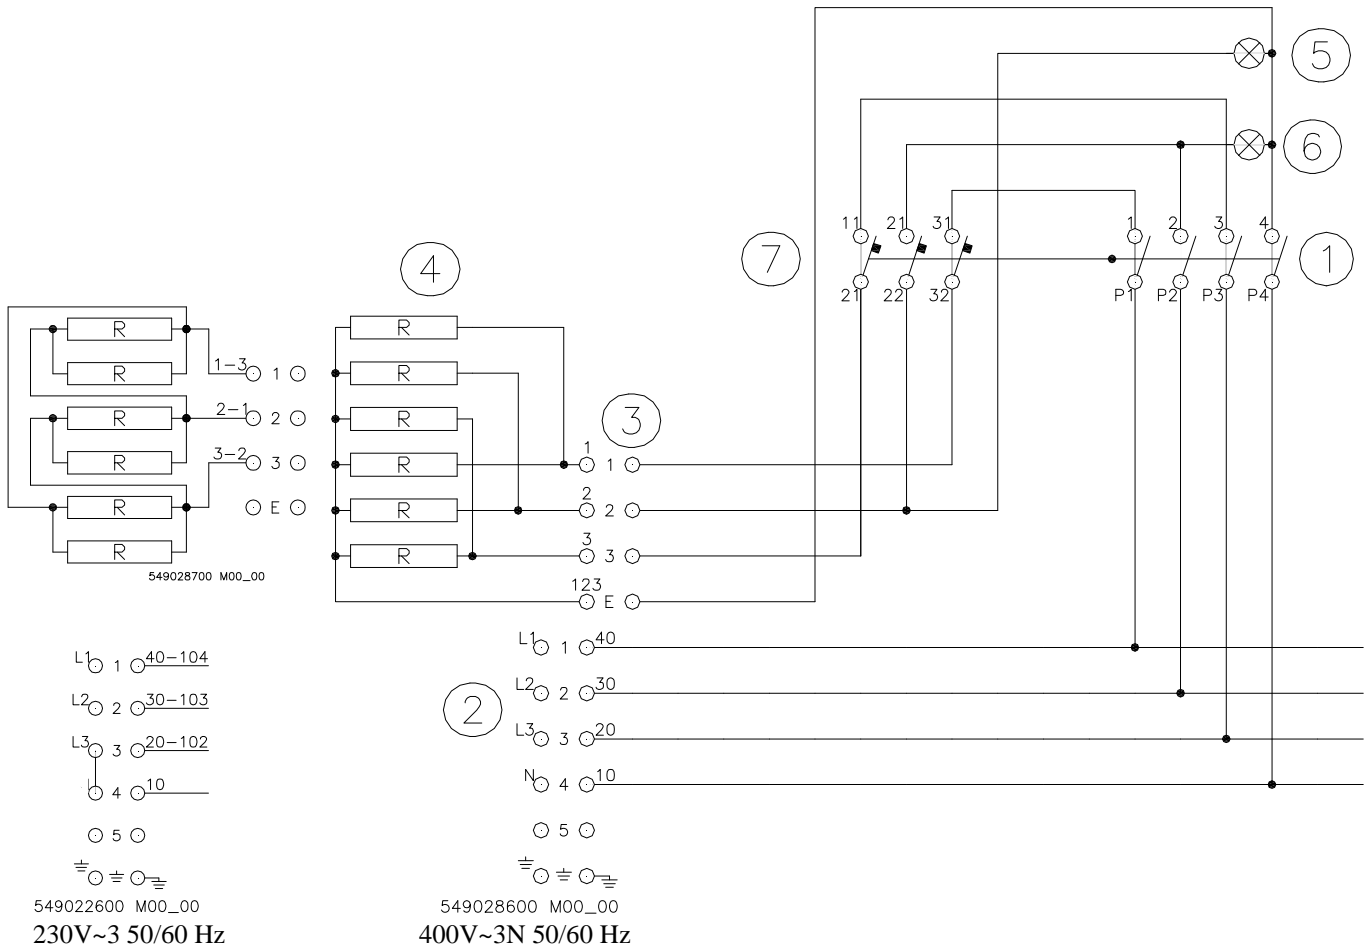 5
6
11 21 31 1 2 3 4
7
1
21 22 32 P1 P2 P3 P4
4
R
R
1-3 1
R
R
2-1 2
R
R
3-2 3
E
549028700 M00_00
R
R
R
R
R
R
3
1 1
2 2
3 3
123 E
L1 1 40-104
L2 2 30-103
L3 3 20-102
4 10
5
549022600 M00_00
230V~3 50/60 Hz
2
L1 1 40
L2 2 30
L3 3 20
N 4 10
5
549028600 M00_00
400V~3N 50/60 Hz